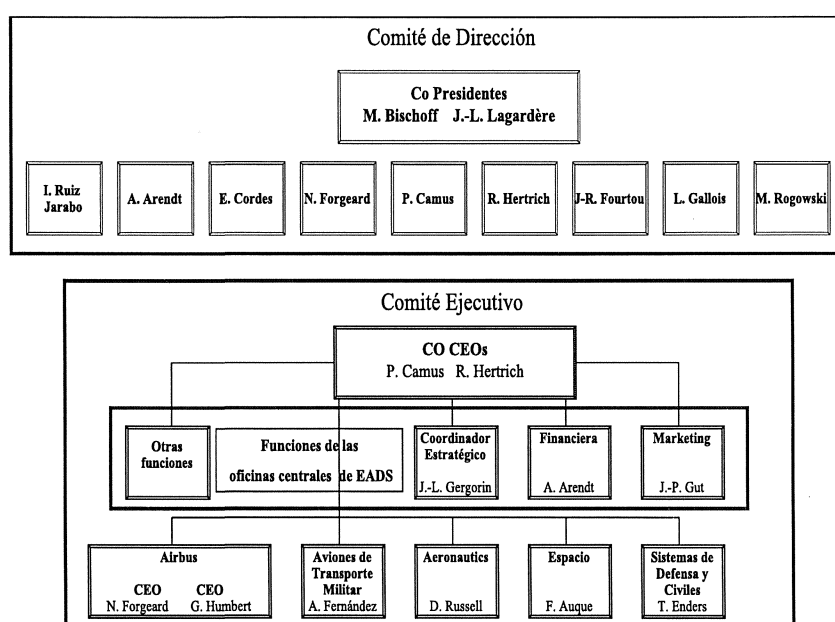 Comité de Dirección
Co Presidentes
M. Bischoff J.-L. Lagardère
I. Ruiz
Jarabo
A. Arendt
E. Cordes
N. Forgeard
P. Camus
R. Hertrich
J-R. Fourtou
L. Gallois
M. Rogowski
Comité Ejecutivo
CO CEOs
P. Camus R. Hertrich
Otras
funciones
Funciones de las
oficinas centrales de EADS
Coordinador
Estratégico
J.-L. Gergorin
Financiera
A. Arendt
Marketing
J.-P. Gut
Airbus
CEO CEO
N. Forgeard G. Humbert
Aviones de
Transporte
Militar
A. Fernández
Aeronautics
D. Russell
Espacio
F. Auque
Sistemas de
Defensa y
Civiles
T. Enders